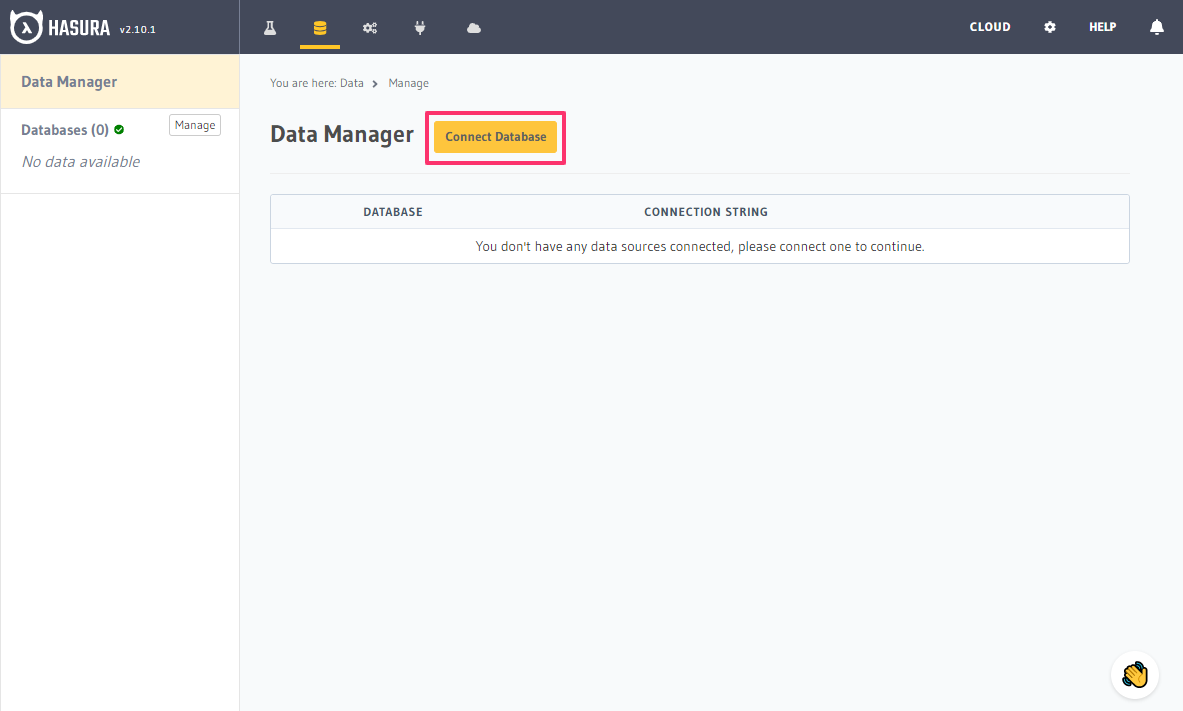 HASURA v2.10.1
CLOUD
HELP
Data Manager
Databases (0)
Manage
No data available
You are here: Data
Manage
Data Manager
Connect Database
DATABASE
CONNECTION STRING
You don't have any data sources connected, please connect one to continue.